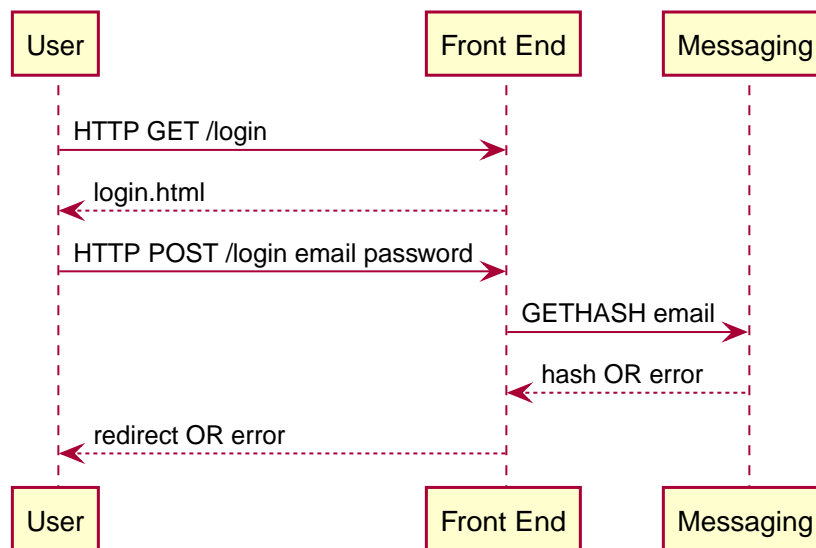 User
Front End
Messaging
HTTP GET /login
login.html
HTTP POST /login email password
GETHASH email
hash OR error
redirect OR error
User
Front End
Messaging